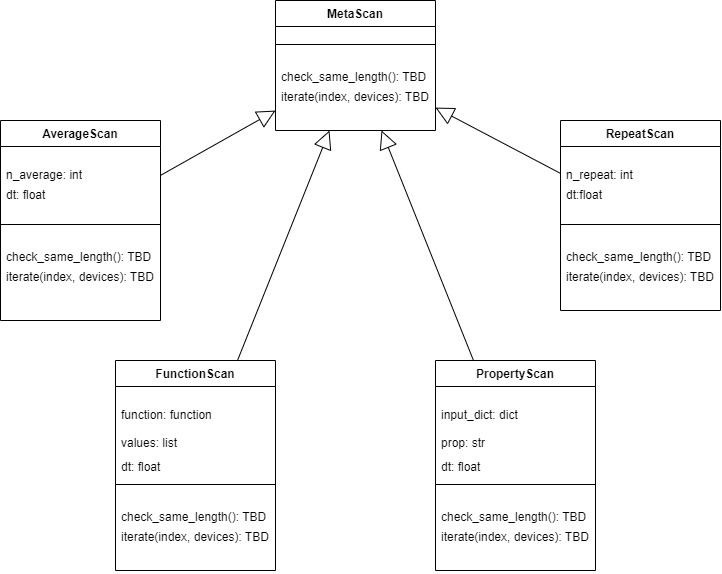 MetaScan
check_same_length(): TBD
iterate(index, devices): TBD
AverageScan
n_average: int
dt: float
check_same_length(): TBD
iterate(index, devices): TBD
RepeatScan
n_repeat: int
dt:float
check_same_length(): TBD
iterate(index, devices): TBD
FunctionScan
function: function
values: list
dt: float
check_same_length(): TBD
iterate(index, devices): TBD
PropertyScan
input_dict: dict
prop: str
dt: float
check_same_length(): TBD
iterate(index, devices): TBD